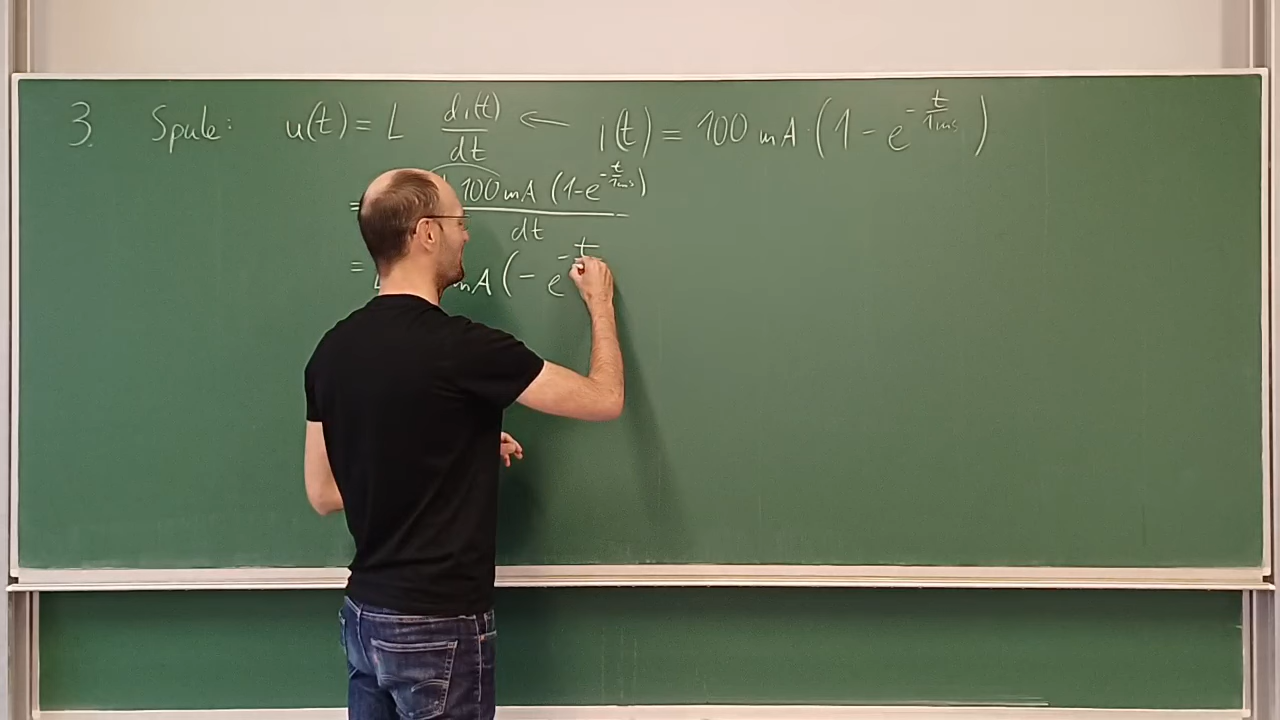 3. Spule: u(t) = L di(t)/dt ← i(t) = 100 mA · (1 - e^(-t/1ms))
= 100 mA (1-e^(-t/1ms))
dt
= mA (- e^(-t